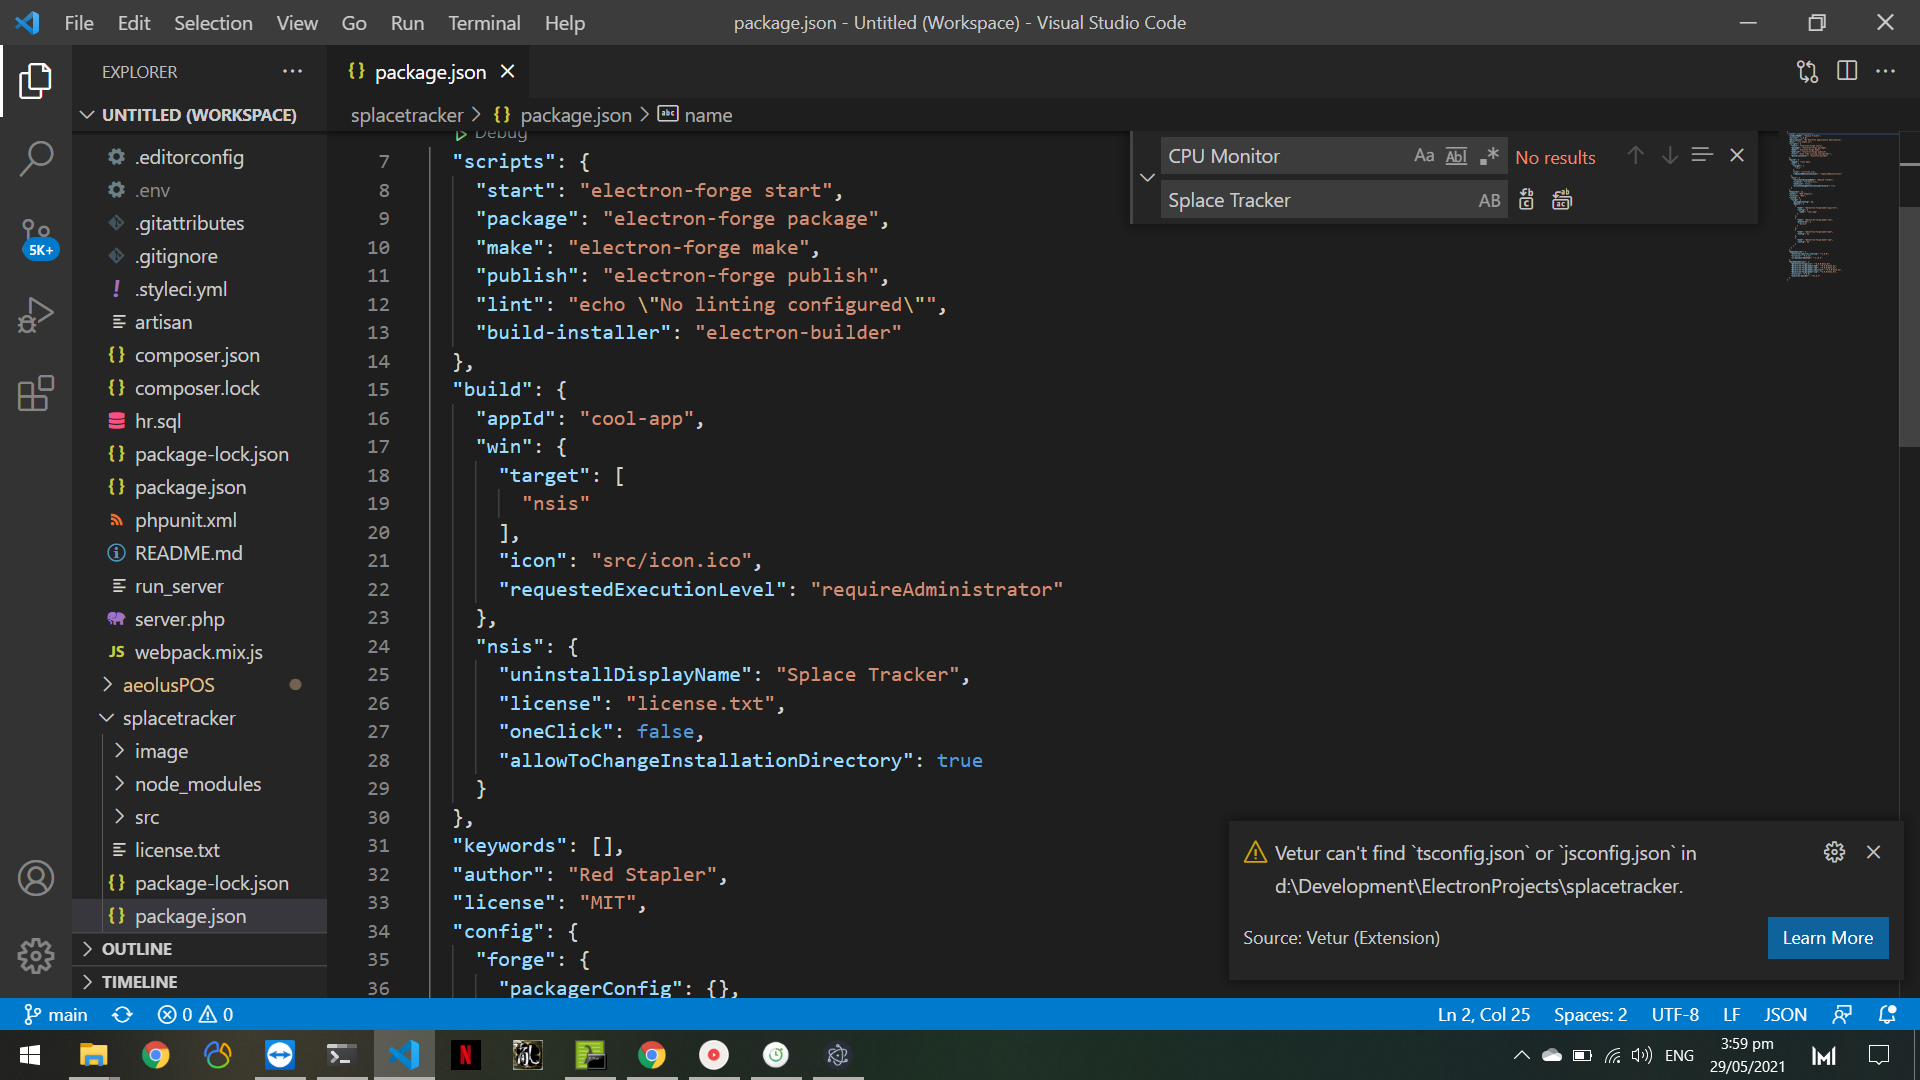 File Edit Selection View Go Run Terminal Help
package.json - Untitled (Workspace) - Visual Studio Code
EXPLORER
package.json
UNTITLED (WORKSPACE)
splacetracker > package.json > name
.editorconfig
.env
.gitattributes
.gitignore
5K+
.styleci.yml
artisan
composer.json
composer.lock
hr.sql
package-lock.json
package.json
phpunit.xml
README.md
run_server
server.php
JS webpack.mix.js
aeolusPOS
splacetracker
image
node_modules
src
license.txt
package-lock.json
package.json
OUTLINE
TIMELINE
Debug
7 "scripts": {
8 "start": "electron-forge start",
9 "package": "electron-forge package",
10 "make": "electron-forge make",
11 "publish": "electron-forge publish",
12 "lint": "echo \"No linting configured\"",
13 "build-installer": "electron-builder"
14 },
15 "build": {
16 "appId": "cool-app",
17 "win": {
18 "target": [
19 "nsis"
20 ],
21 "icon": "src/icon.ico",
22 "requestedExecutionLevel": "requireAdministrator"
23 },
24 "nsis": {
25 "uninstallDisplayName": "Splace Tracker",
26 "license": "license.txt",
27 "oneClick": false,
28 "allowToChangeInstallationDirectory": true
29 }
30 },
31 "keywords": [],
32 "author": "Red Stapler",
33 "license": "MIT",
34 "config": {
35 "forge": {
36 "packagerConfig": {},
CPU Monitor Aa Abl .* No results
Splace Tracker AB
Vetur can't find `tsconfig.json` or `jsconfig.json` in
d:\Development\ElectronProjects\splacetracker.
Source: Vetur (Extension)
Learn More
main 0 0
Ln 2, Col 25 Spaces: 2 UTF-8 LF JSON
ENG
3:59 pm
29/05/2021